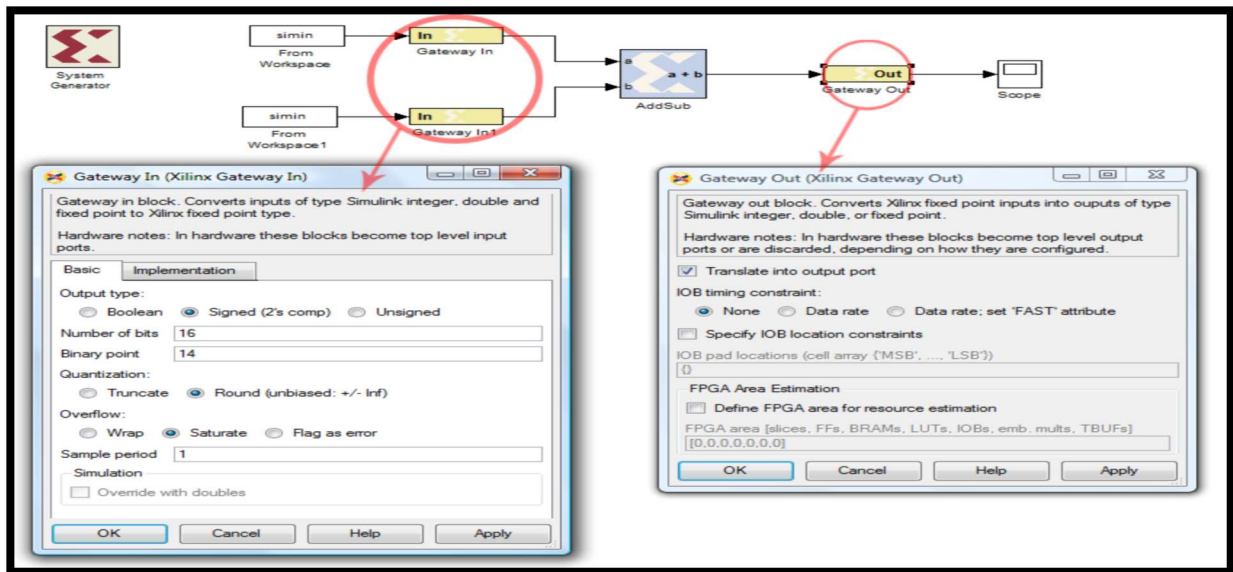 System
Generator
simin
From
Workspace
In
Gateway In
simin
From
Workspace1
In
Gateway In1
a
b
a + b
AddSub
Out
Gateway Out
Scope
Gateway In (Xilinx Gateway In)
Gateway in block. Converts inputs of type Simulink integer, double and
fixed point to Xilinx fixed point type.
Hardware notes: In hardware these blocks become top level input
ports.
Basic Implementation
Output type:
Boolean Signed (2's comp) Unsigned
Number of bits 16
Binary point 14
Quantization:
Truncate Round (unbiased: +/- Inf)
Overflow:
Wrap Saturate Flag as error
Sample period 1
Simulation
Override with doubles
OK Cancel Help Apply
Gateway Out (Xilinx Gateway Out)
Gateway out block. Converts Xilinx fixed point inputs into ouputs of type
Simulink integer, double, or fixed point.
Hardware notes: In hardware these blocks become top level output
ports or are discarded, depending on how they are configured.
Translate into output port
IOB timing constraint:
None Data rate Data rate; set 'FAST' attribute
Specify IOB location constraints
IOB pad locations (cell array {'MSB', ..., 'LSB'})
{}
FPGA Area Estimation
Define FPGA area for resource estimation
FPGA area [slices, FFs, BRAMs, LUTs, IOBs, emb. mults, TBUFs]
[0,0,0,0,0,0,0]
OK Cancel Help Apply